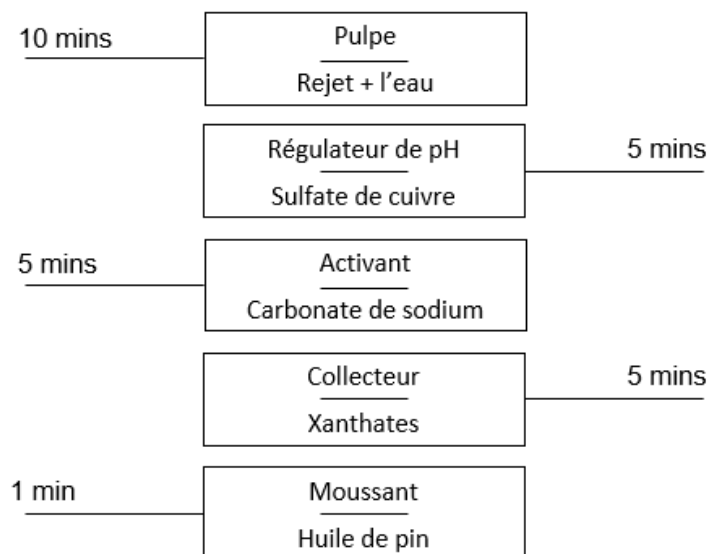 10 mins
Pulpe
Rejet + l’eau
Régulateur de pH
5 mins
Sulfate de cuivre
5 mins
Activant
Carbonate de sodium
Collecteur
5 mins
Xanthates
1 min
Moussant
Huile de pin